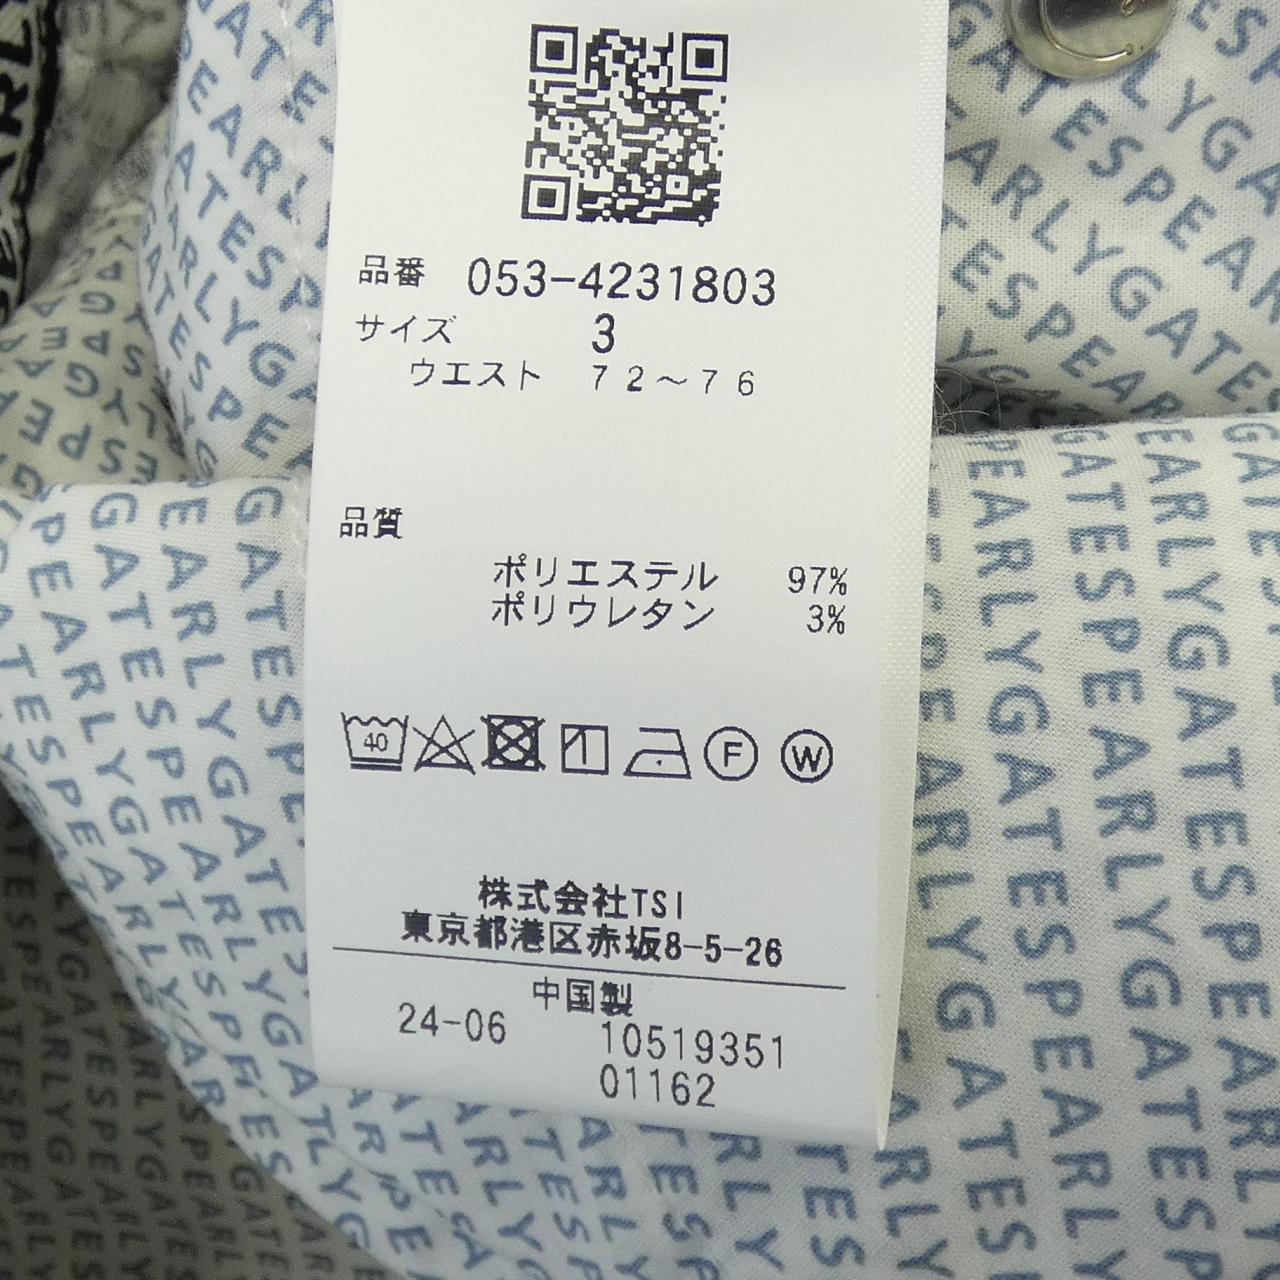 品番 053-4231803
サイズ 3
ウエスト 72～76
品質
ポリエステル 97%
ポリウレタン 3%
40
F
W
株式会社TSI
東京都港区赤坂8-5-26
中国製
24-06 10519351
01162
PEARLYGATES